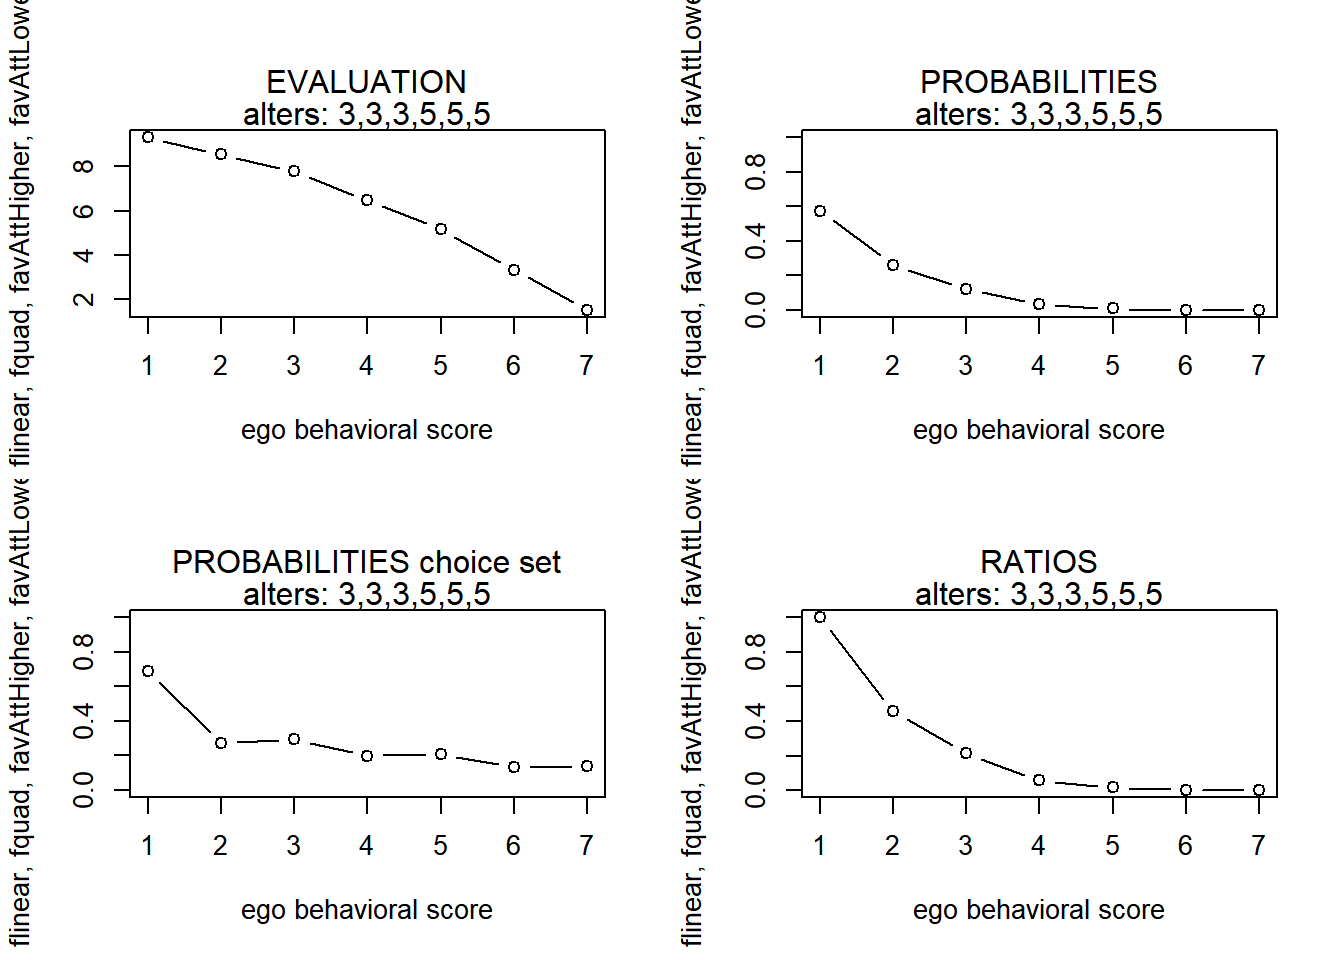 EVALUATION
alters: 3,3,3,5,5,5
flinear, fquad, favAttHigher, favAttLowe
8
6
4
2
1 2 3 4 5 6 7
ego behavioral score
PROBABILITIES
alters: 3,3,3,5,5,5
flinear, fquad, favAttHigher, favAttLowe
0.8
0.4
0.0
1 2 3 4 5 6 7
ego behavioral score
PROBABILITIES choice set
alters: 3,3,3,5,5,5
flinear, fquad, favAttHigher, favAttLowe
0.8
0.4
0.0
1 2 3 4 5 6 7
ego behavioral score
RATIOS
alters: 3,3,3,5,5,5
flinear, fquad, favAttHigher, favAttLowe
0.8
0.4
0.0
1 2 3 4 5 6 7
ego behavioral score